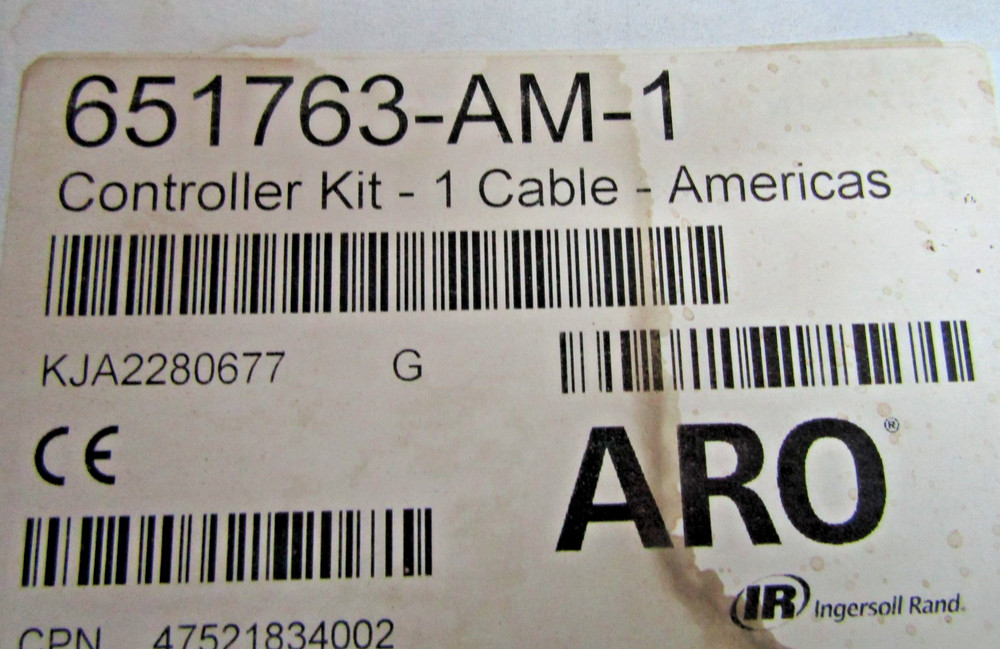 651763-AM-1
Controller Kit - 1 Cable - Americas
KJA2280677 G
CE
ARO®
IR Ingersoll Rand®
CPN 47521834002